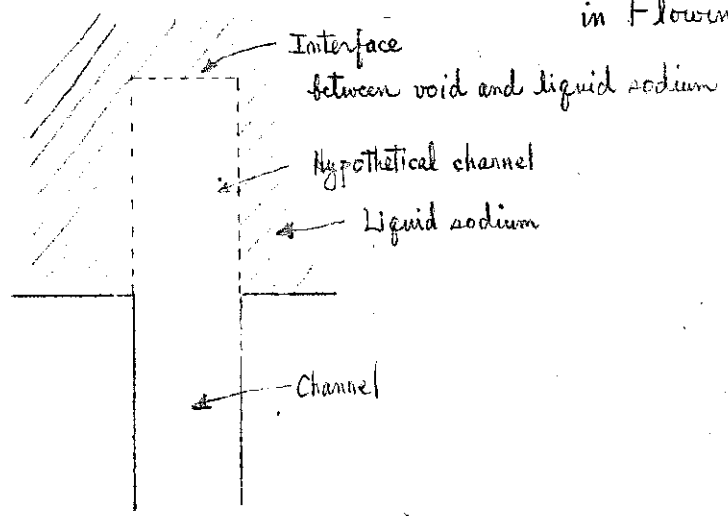 in Flowin
Interface
between void and liquid sodium
Hypothetical channel
Liquid sodium
Channel